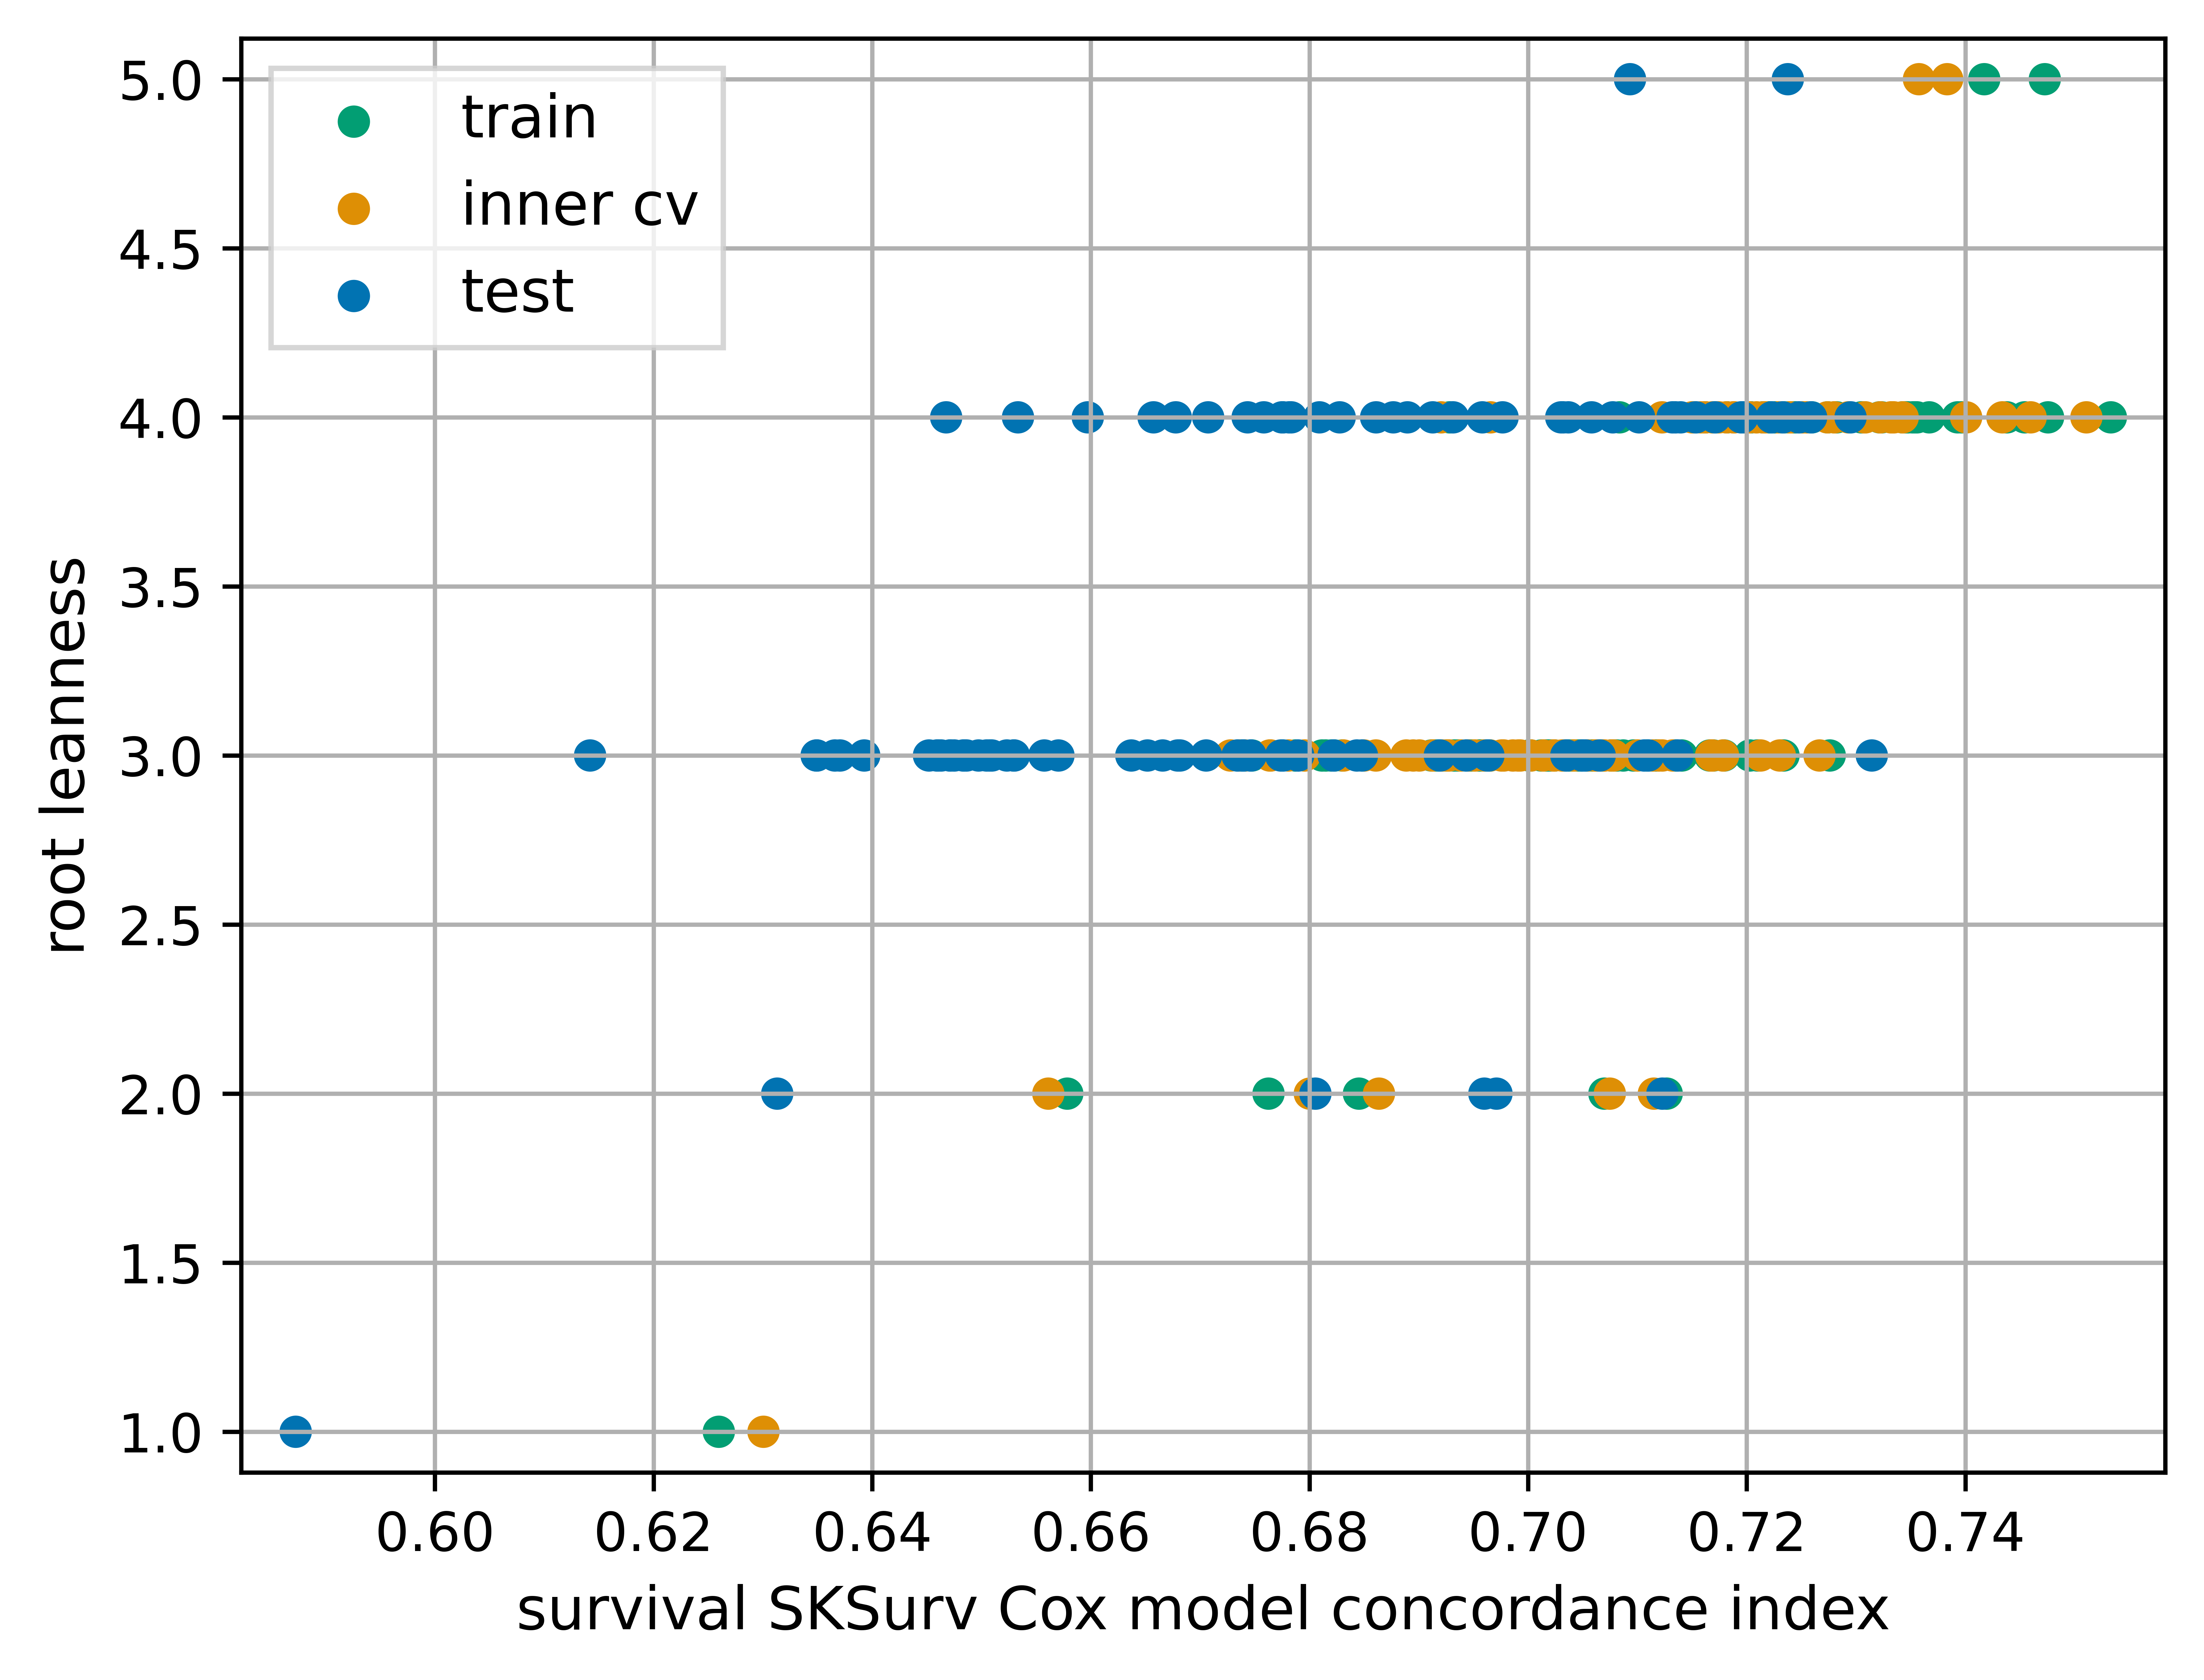 5.0
4.5
4.0
3.5
3.0
2.5
2.0
1.5
1.0
root leanness
train
inner cv
test
0.60 0.62 0.64 0.66 0.68 0.70 0.72 0.74
survival SKSurv Cox model concordance index